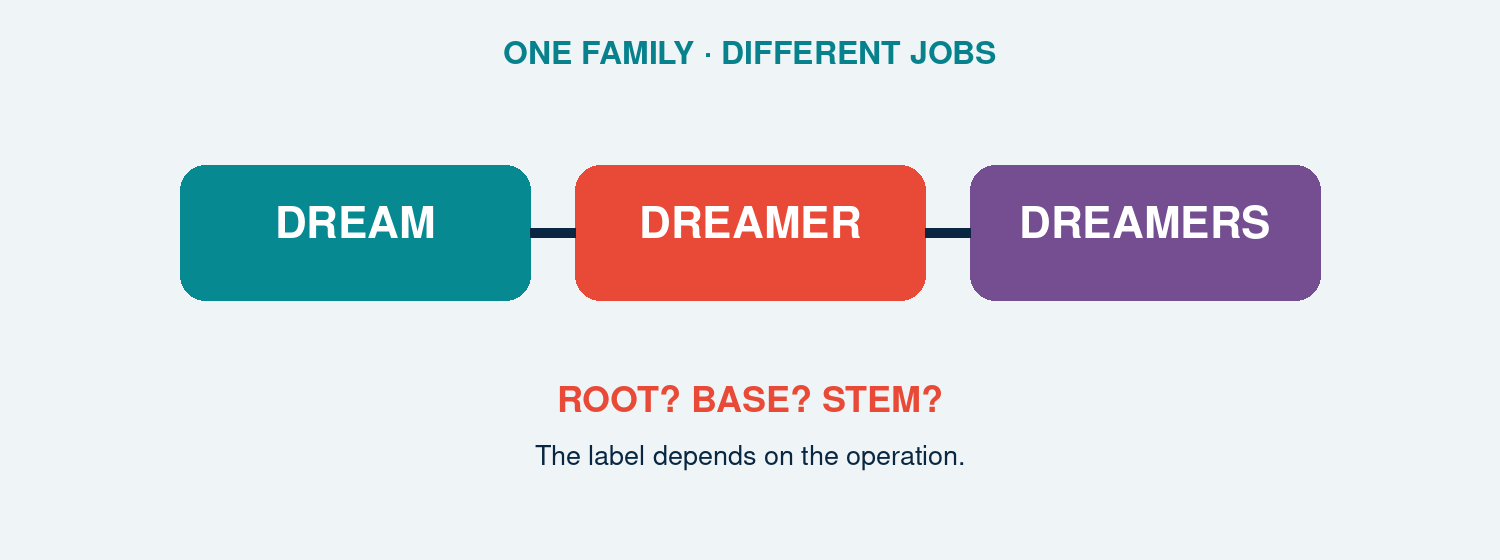 ONE FAMILY · DIFFERENT JOBS
DREAM
DREAMER
DREAMERS
ROOT? BASE? STEM?
The label depends on the operation.